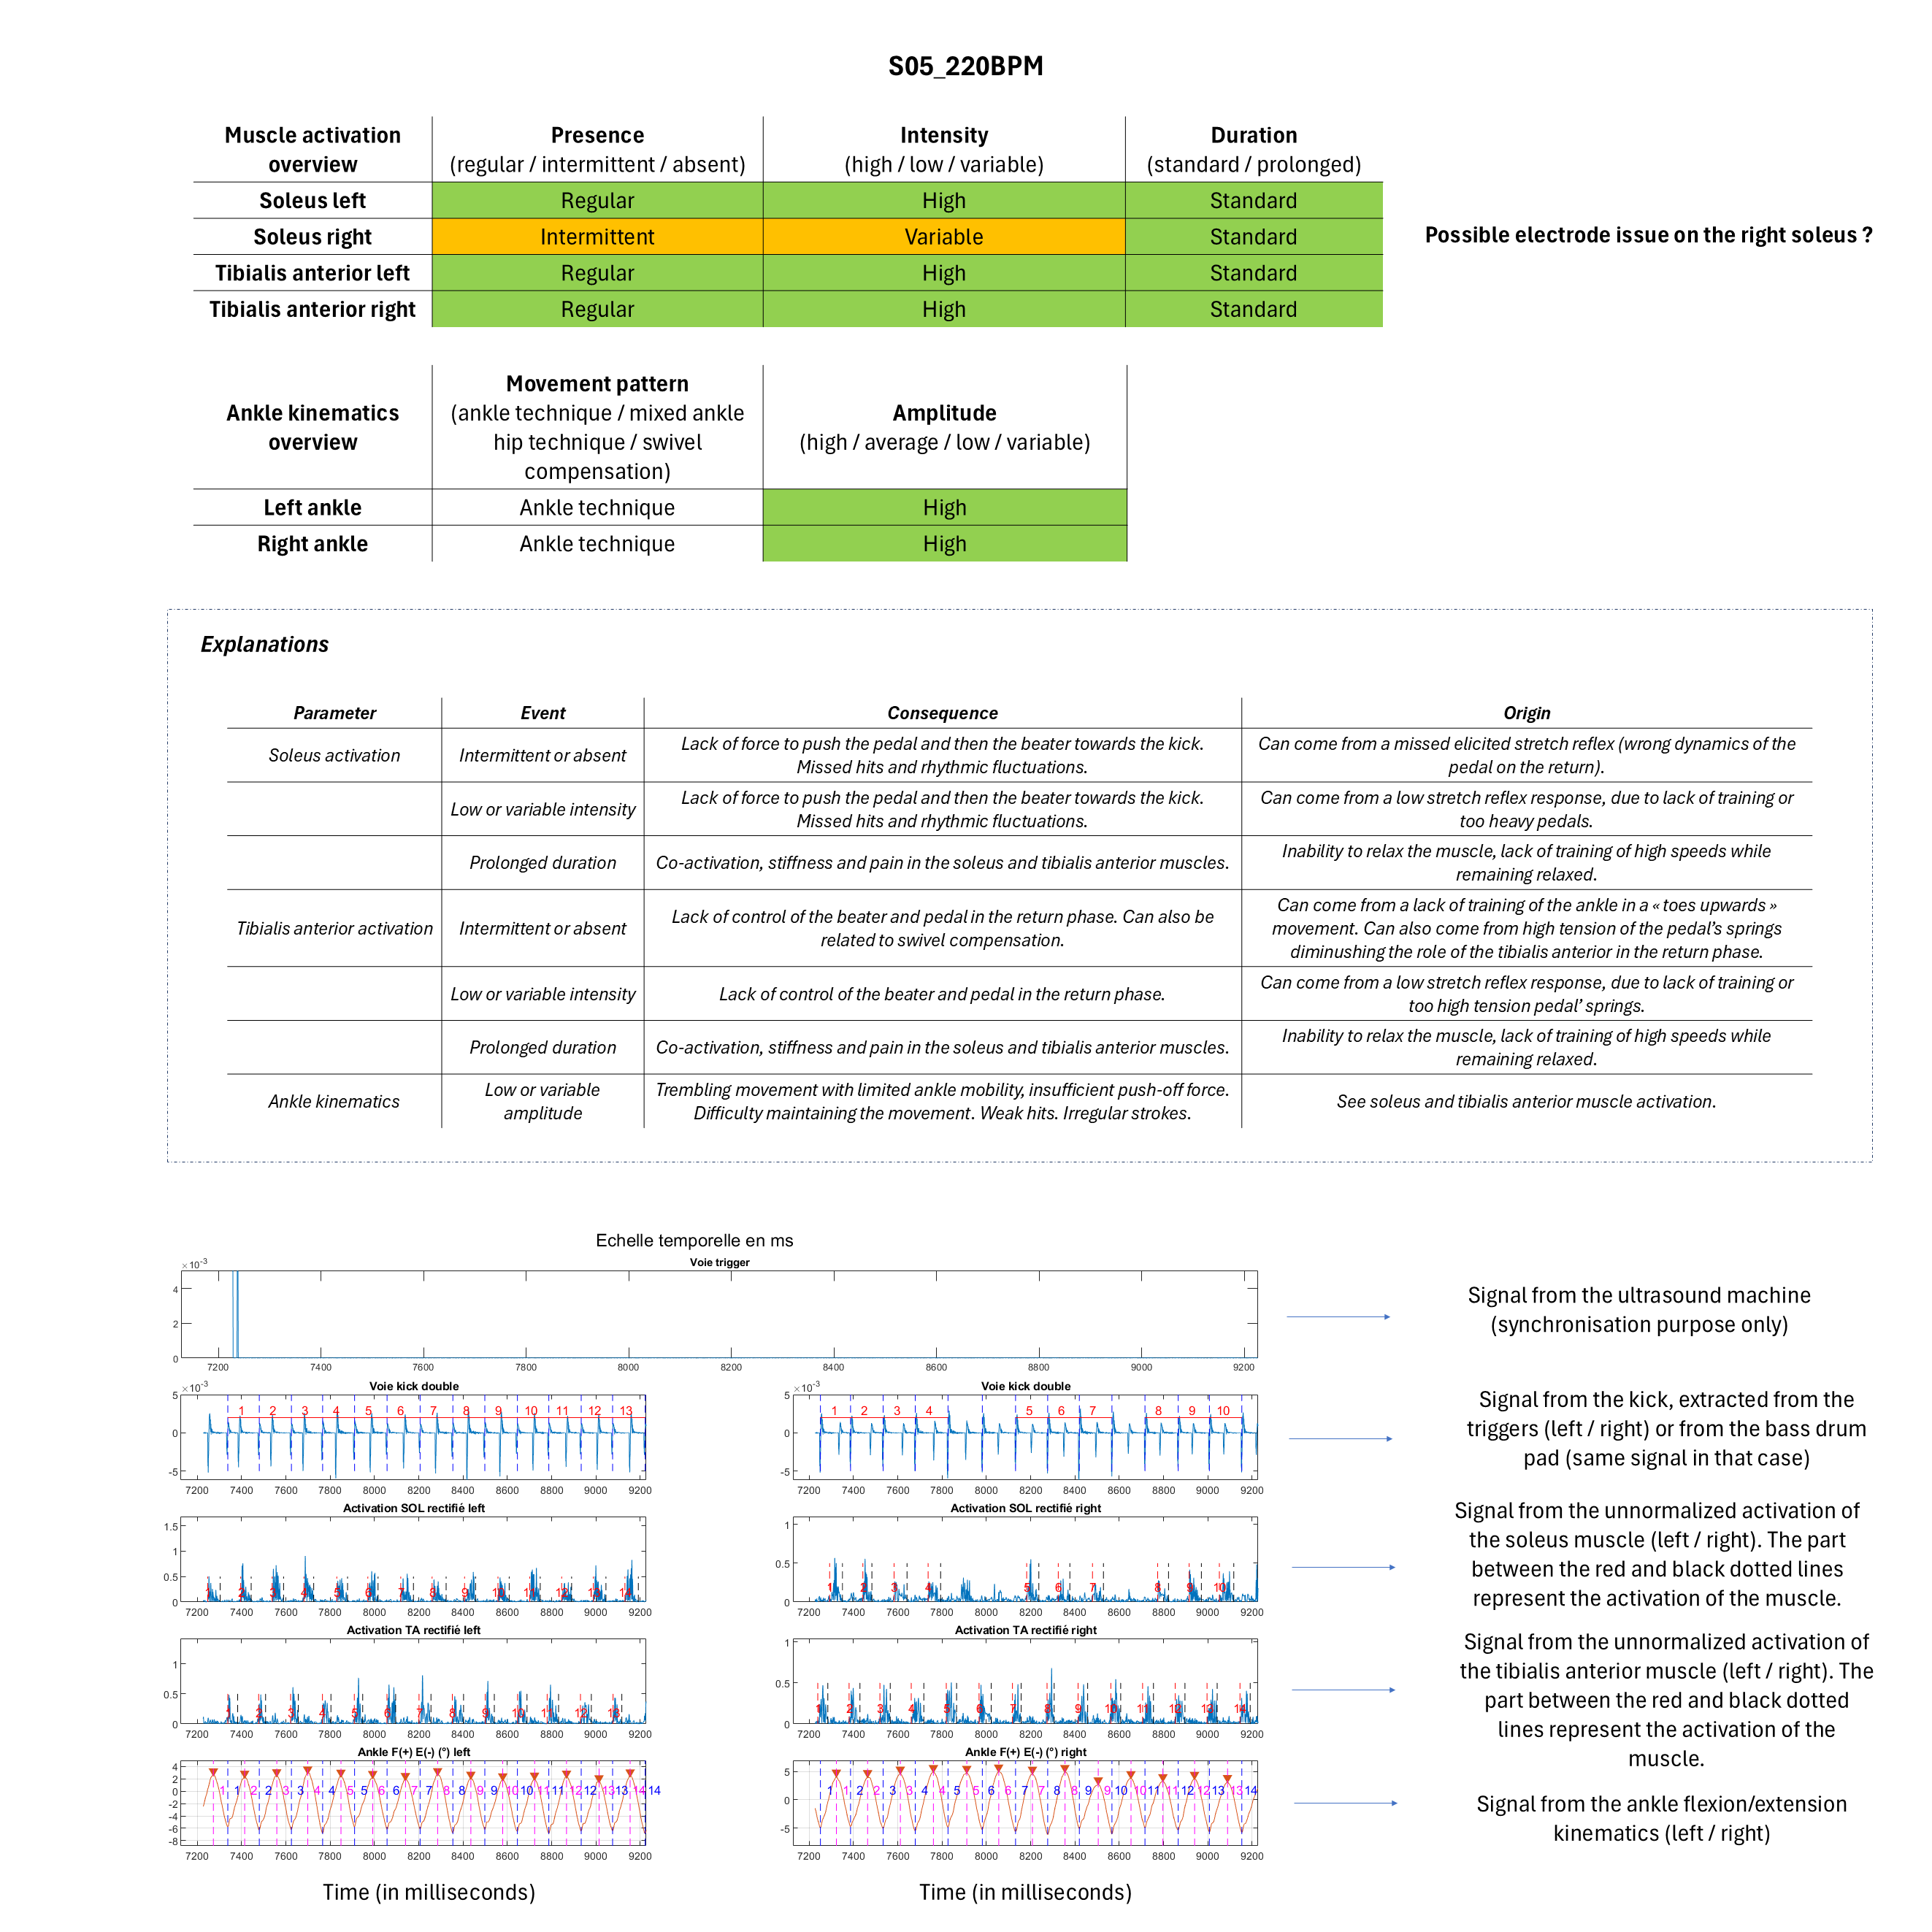 S05_220BPM
Muscle activation overview
Presence
(regular / intermittent / absent)
Intensity
(high / low / variable)
Duration
(standard / prolonged)
Soleus left
Regular
High
Standard
Soleus right
Intermittent
Variable
Standard
Possible electrode issue on the right soleus ?
Tibialis anterior left
Regular
High
Standard
Tibialis anterior right
Regular
High
Standard
Ankle kinematics
overview
Movement pattern
(ankle technique / mixed ankle
hip technique / swivel
compensation)
Amplitude
(high / average / low / variable)
Left ankle
Ankle technique
High
Right ankle
Ankle technique
High
Explanations
Parameter
Event
Consequence
Origin
Soleus activation
Intermittent or absent
Lack of force to push the pedal and then the beater towards the kick.
Missed hits and rhythmic fluctuations.
Can come from a missed elicited stretch reflex (wrong dynamics of the
pedal on the return).
Low or variable intensity
Lack of force to push the pedal and then the beater towards the kick.
Missed hits and rhythmic fluctuations.
Can come from a low stretch reflex response, due to lack of training or
too heavy pedals.
Prolonged duration
Co-activation, stiffness and pain in the soleus and tibialis anterior muscles.
Inability to relax the muscle, lack of training of high speeds while
remaining relaxed.
Tibialis anterior activation
Intermittent or absent
Lack of control of the beater and pedal in the return phase. Can also be
related to swivel compensation.
Can come from a lack of training of the ankle in a « toes upwards »
movement. Can also come from high tension of the pedal’s springs
diminushing the role of the tibialis anterior in the return phase.
Low or variable intensity
Lack of control of the beater and pedal in the return phase.
Can come from a low stretch reflex response, due to lack of training or
too high tension pedal’ springs.
Prolonged duration
Co-activation, stiffness and pain in the soleus and tibialis anterior muscles.
Inability to relax the muscle, lack of training of high speeds while
remaining relaxed.
Ankle kinematics
Low or variable
amplitude
Trembling movement with limited ankle mobility, insufficient push-off force.
Difficulty maintaining the movement. Weak hits. Irregular strokes.
See soleus and tibialis anterior muscle activation.
Echelle temporelle en ms
Voie trigger
×10-3
4
2
0
7200 7400 7600 7800 8000 8200 8400 8600 8800 9000 9200
Signal from the ultrasound machine
(synchronisation purpose only)
Voie kick double
×10-3
5
0
-5
1 2 3 4 5 6 7 8 9 10 11 12 13
7200 7400 7600 7800 8000 8200 8400 8600 8800 9000 9200
Voie kick double
×10-3
5
0
-5
1 2 3 4 5 6 7 8 9 10
7200 7400 7600 7800 8000 8200 8400 8600 8800 9000 9200
Signal from the kick, extracted from the
triggers (left / right) or from the bass drum
pad (same signal in that case)
Activation SOL rectifié left
1.5
1
0.5
0
7200 7400 7600 7800 8000 8200 8400 8600 8800 9000 9200
Activation SOL rectifié right
1
0.5
0
7200 7400 7600 7800 8000 8200 8400 8600 8800 9000 9200
Signal from the unnormalized activation of
the soleus muscle (left / right). The part
between the red and black dotted lines
represent the activation of the muscle.
Activation TA rectifié left
1
0.5
0
7200 7400 7600 7800 8000 8200 8400 8600 8800 9000 9200
Activation TA rectifié right
1
0.5
0
7200 7400 7600 7800 8000 8200 8400 8600 8800 9000 9200
Signal from the unnormalized activation of
the tibialis anterior muscle (left / right). The
part between the red and black dotted
lines represent the activation of the
muscle.
Ankle F(+) E(-) (°) left
4
2
0
-2
-4
-6
-8
1 1 2 2 3 3 4 4 5 5 6 6 7 7 8 8 9 9 10 10 11 11 12 12 13 13 14 14
7200 7400 7600 7800 8000 8200 8400 8600 8800 9000 9200
Ankle F(+) E(-) (°) right
5
0
-5
1 1 2 2 3 3 4 4 5 5 6 6 7 7 8 8 9 9 10 10 11 11 12 12 13 13 14
7200 7400 7600 7800 8000 8200 8400 8600 8800 9000 9200
Signal from the ankle flexion/extension
kinematics (left / right)
Time (in milliseconds)
Time (in milliseconds)